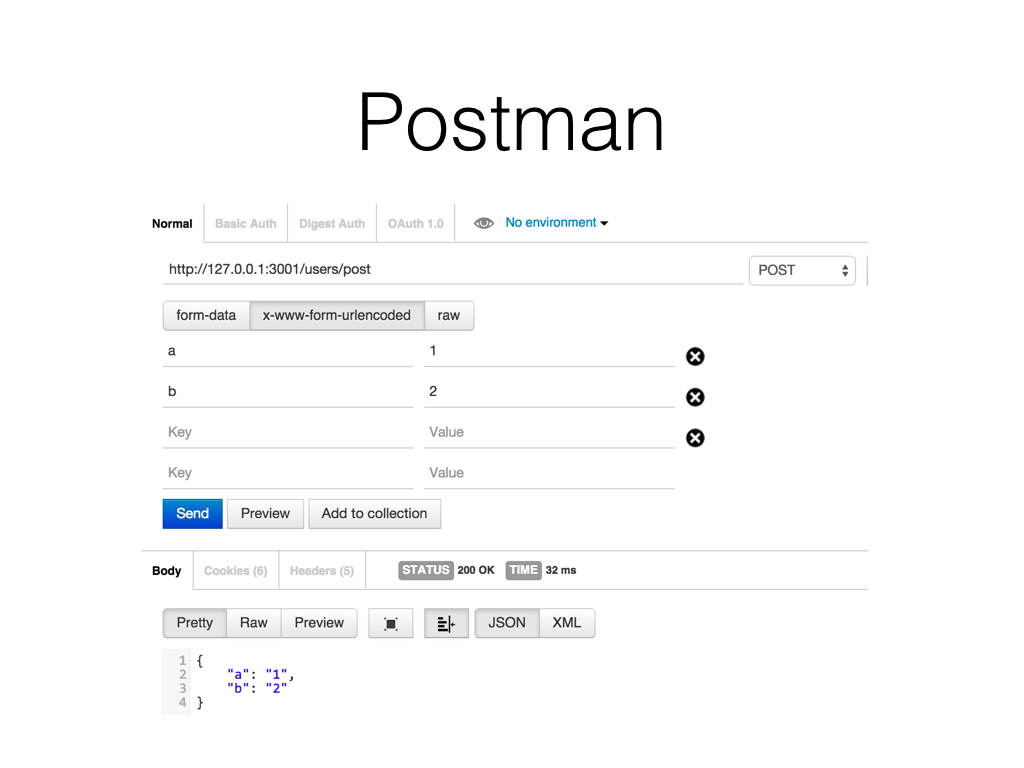 Postman
Normal Basic Auth Digest Auth OAuth 1.0 No environment
http://127.0.0.1:3001/users/post POST
form-data x-www-form-urlencoded raw
a 1
b 2
Key Value
Key Value
Send Preview Add to collection
Body Cookies (6) Headers (5) STATUS 200 OK TIME 32 ms
Pretty Raw Preview JSON XML
1 {
2 "a": "1",
3 "b": "2"
4 }